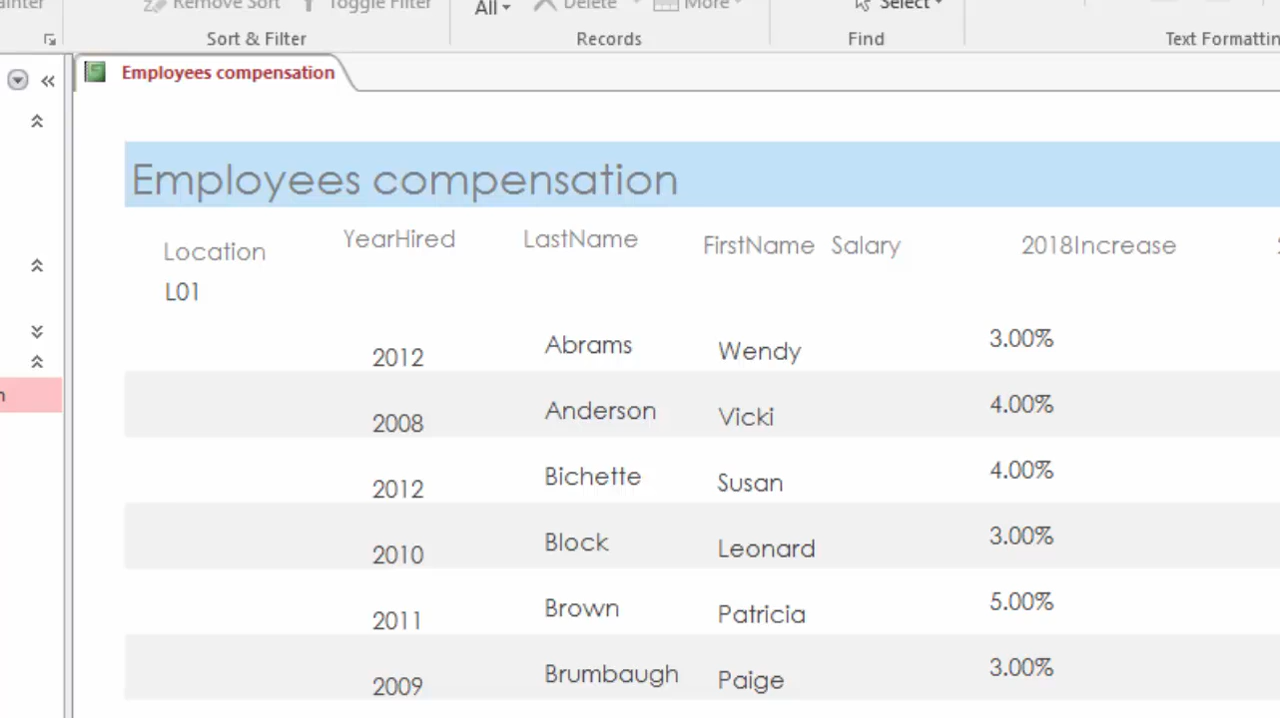 Remove Sort Toggle Filter All Delete More Select
Sort & Filter Records Find Text Formatting
Employees compensation
Employees compensation
Location YearHired LastName FirstName Salary 2018Increase
L01
2012 Abrams Wendy 3.00%
2008 Anderson Vicki 4.00%
2012 Bichette Susan 4.00%
2010 Block Leonard 3.00%
2011 Brown Patricia 5.00%
2009 Brumbaugh Paige 3.00%